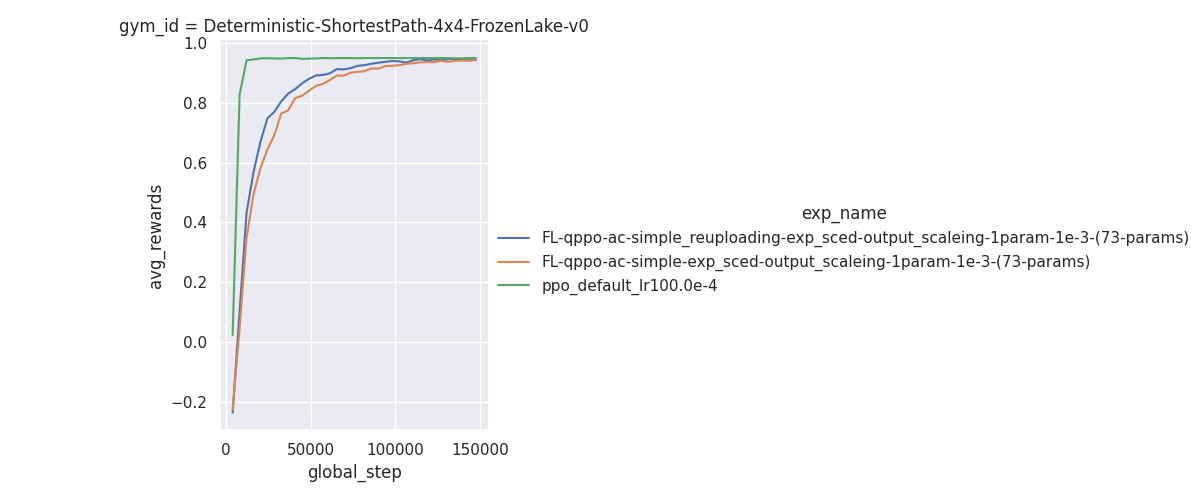 gym_id = Deterministic-ShortestPath-4x4-FrozenLake-v0
1.0
0.8
0.6
0.4
0.2
0.0
−0.2
avg_rewards
0
50000
100000
150000
global_step
exp_name
FL-qppo-ac-simple_reuploading-exp_sced-output_scaleing-1param-1e-3-(73-params)
FL-qppo-ac-simple-exp_sced-output_scaleing-1param-1e-3-(73-params)
ppo_default_lr100.0e-4